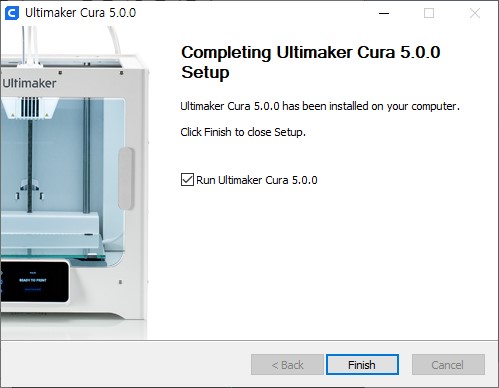 Ultimaker Cura 5.0.0
Ultimaker
READY TO PRINT
Completing Ultimaker Cura 5.0.0
Setup
Ultimaker Cura 5.0.0 has been installed on your computer.
Click Finish to close Setup.
Run Ultimaker Cura 5.0.0
< Back
Finish
Cancel